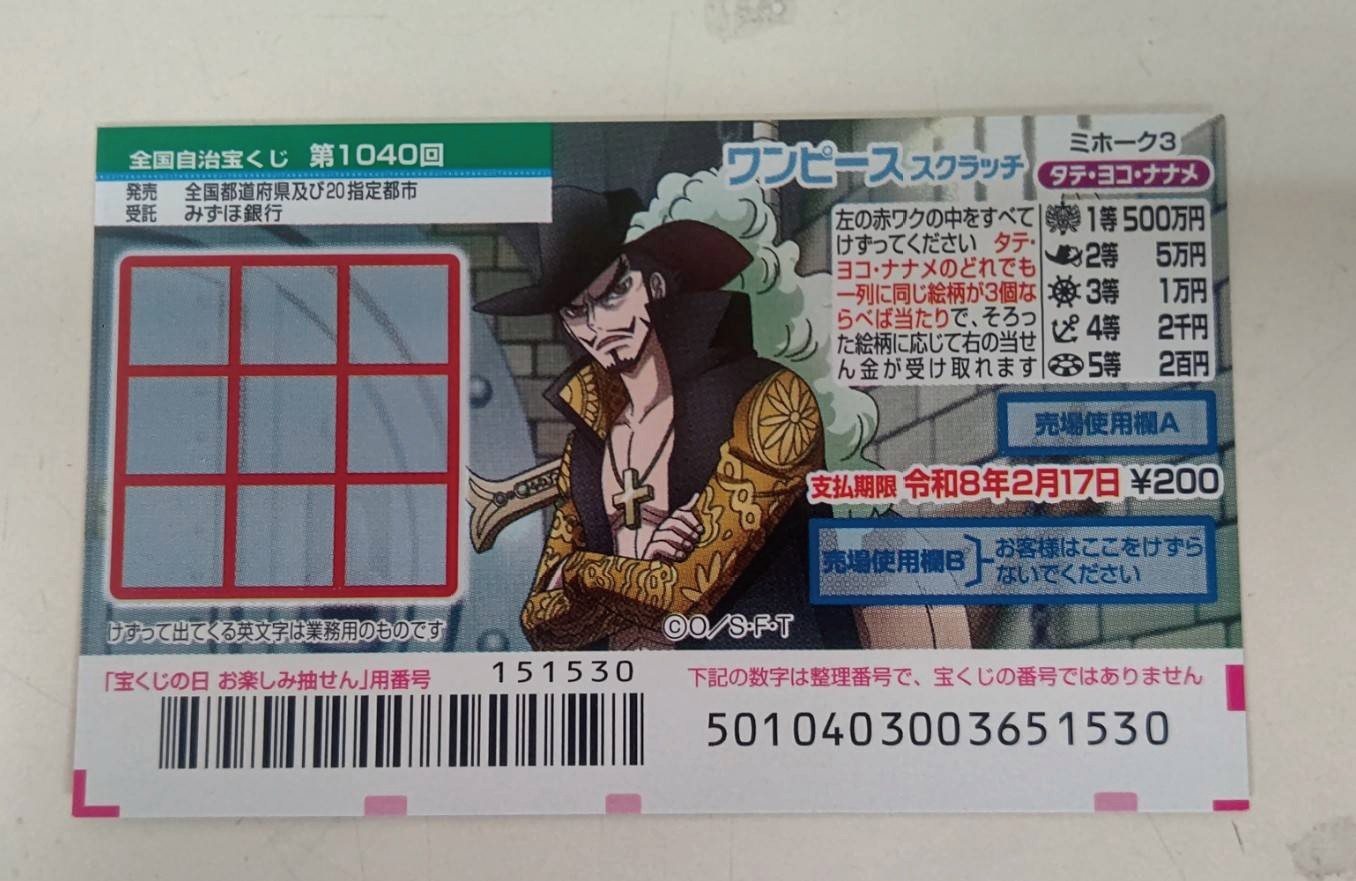 全国自治宝くじ 第1040回
発売 全国都道府県及び20指定都市
受託 みずほ銀行
ワンピース スクラッチ
ミホーク3
タテ・ヨコ・ナナメ
左の赤ワクの中をすべて
けずってください タテ・
ヨコ・ナナメのどれでも
一列に同じ絵柄が3個な
らべば当たりで、そろっ
た絵柄に応じて右の当せ
ん金が受け取れます
1等 500万円
2等 5万円
3等 1万円
4等 2千円
5等 2百円
売場使用欄A
支払期限 令和8年2月17日 ¥200
売場使用欄B
お客様はここをけずら
ないでください
©O/S・F・T
けずって出てくる英文字は業務用のものです
「宝くじの日 お楽しみ抽せん」用番号 151530
下記の数字は整理番号で、宝くじの番号ではありません
5010403003651530